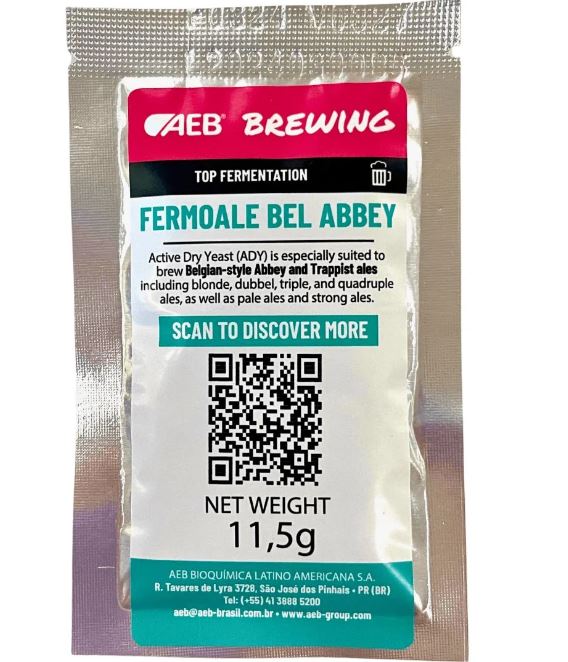 AEB® BREWING
TOP FERMENTATION
FERMOALE BEL ABBEY
Active Dry Yeast (ADY) is especially suited to
brew Belgian-style Abbey and Trappist ales
including blonde, dubbel, triple, and quadruple
ales, as well as pale ales and strong ales.
SCAN TO DISCOVER MORE
NET WEIGHT
11,5g
AEB BIOQUÍMICA LATINO AMERICANA S.A.
R. Tavares de Lyra 3728, São José dos Pinhais • PR (BR)
Tel: (+55) 41 3888 5200
aeb@aeb-brasil.com.br • www.aeb-group.com